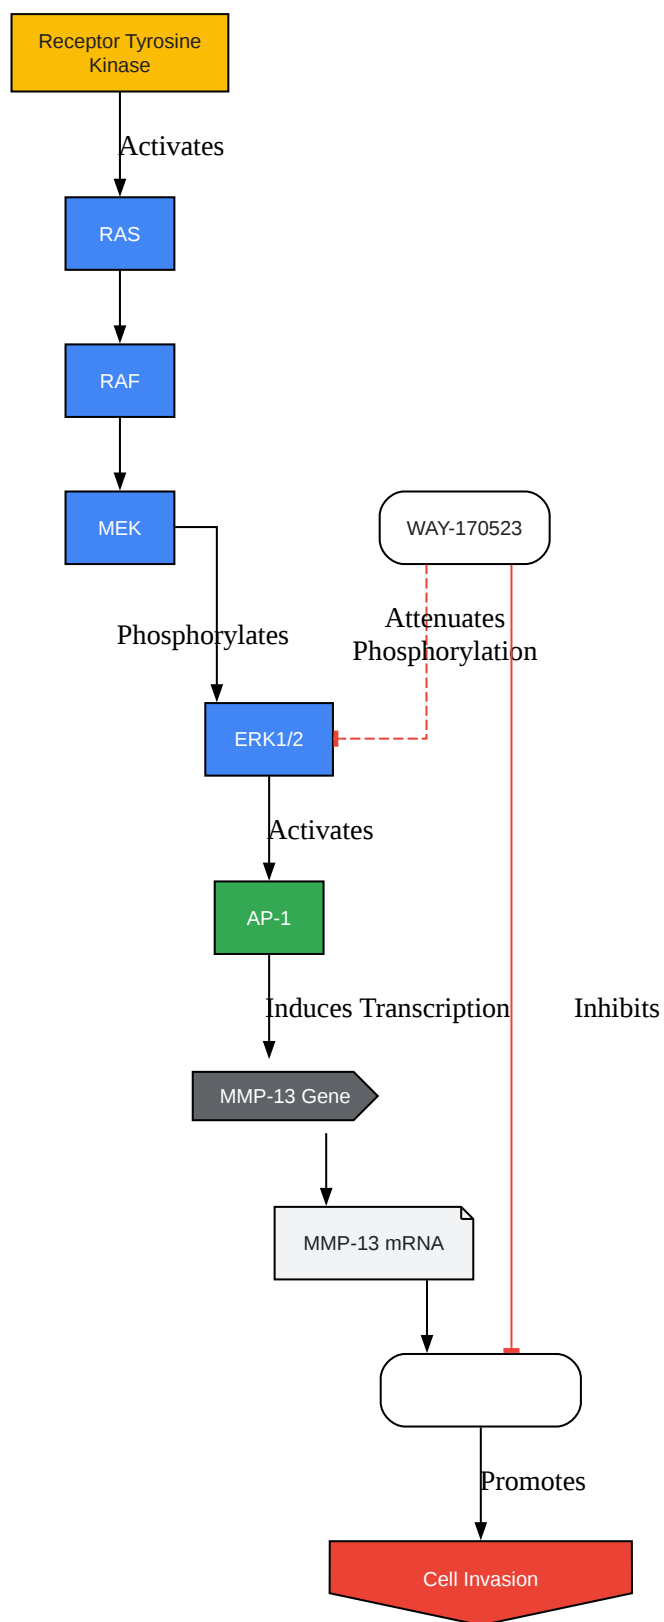 Receptor Tyrosine
Kinase
Activates
RAS
RAF
MEK
WAY-170523
Phosphorylates
Attenuates
Phosphorylation
ERK1/2
Activates
AP-1
Induces Transcription
Inhibits
MMP-13 Gene
MMP-13 mRNA
Promotes
Cell Invasion